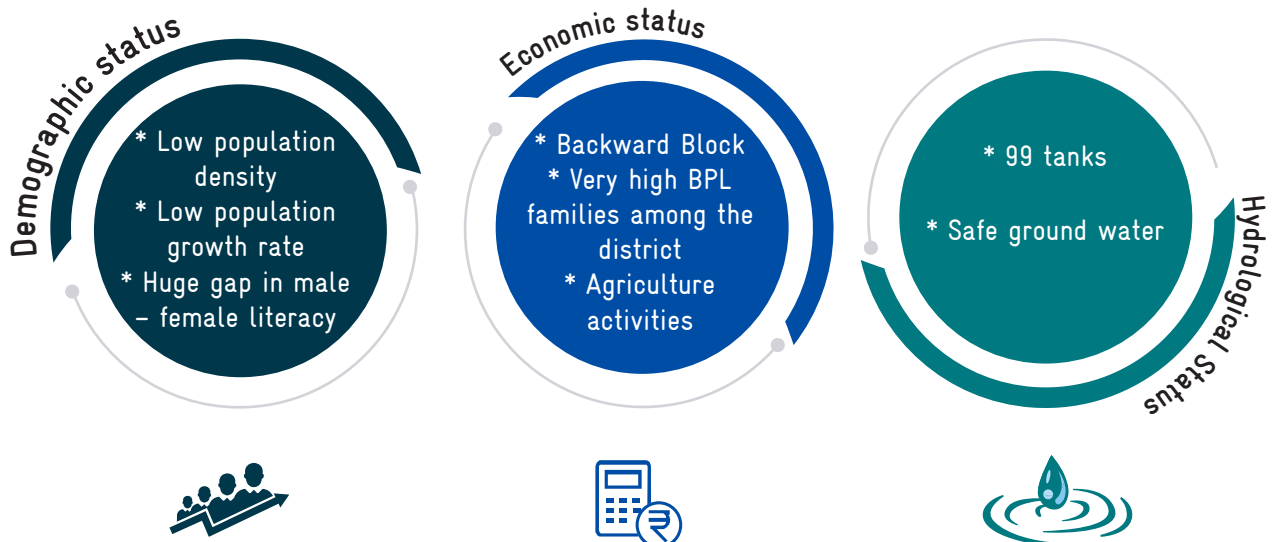 Demographic status
* Low population
density
* Low population
growth rate
* Huge gap in male
– female literacy
Economic status
* Backward Block
* Very high BPL
families among the
district
* Agriculture
activities
* 99 tanks
* Safe ground water
Hydrological Status
₹